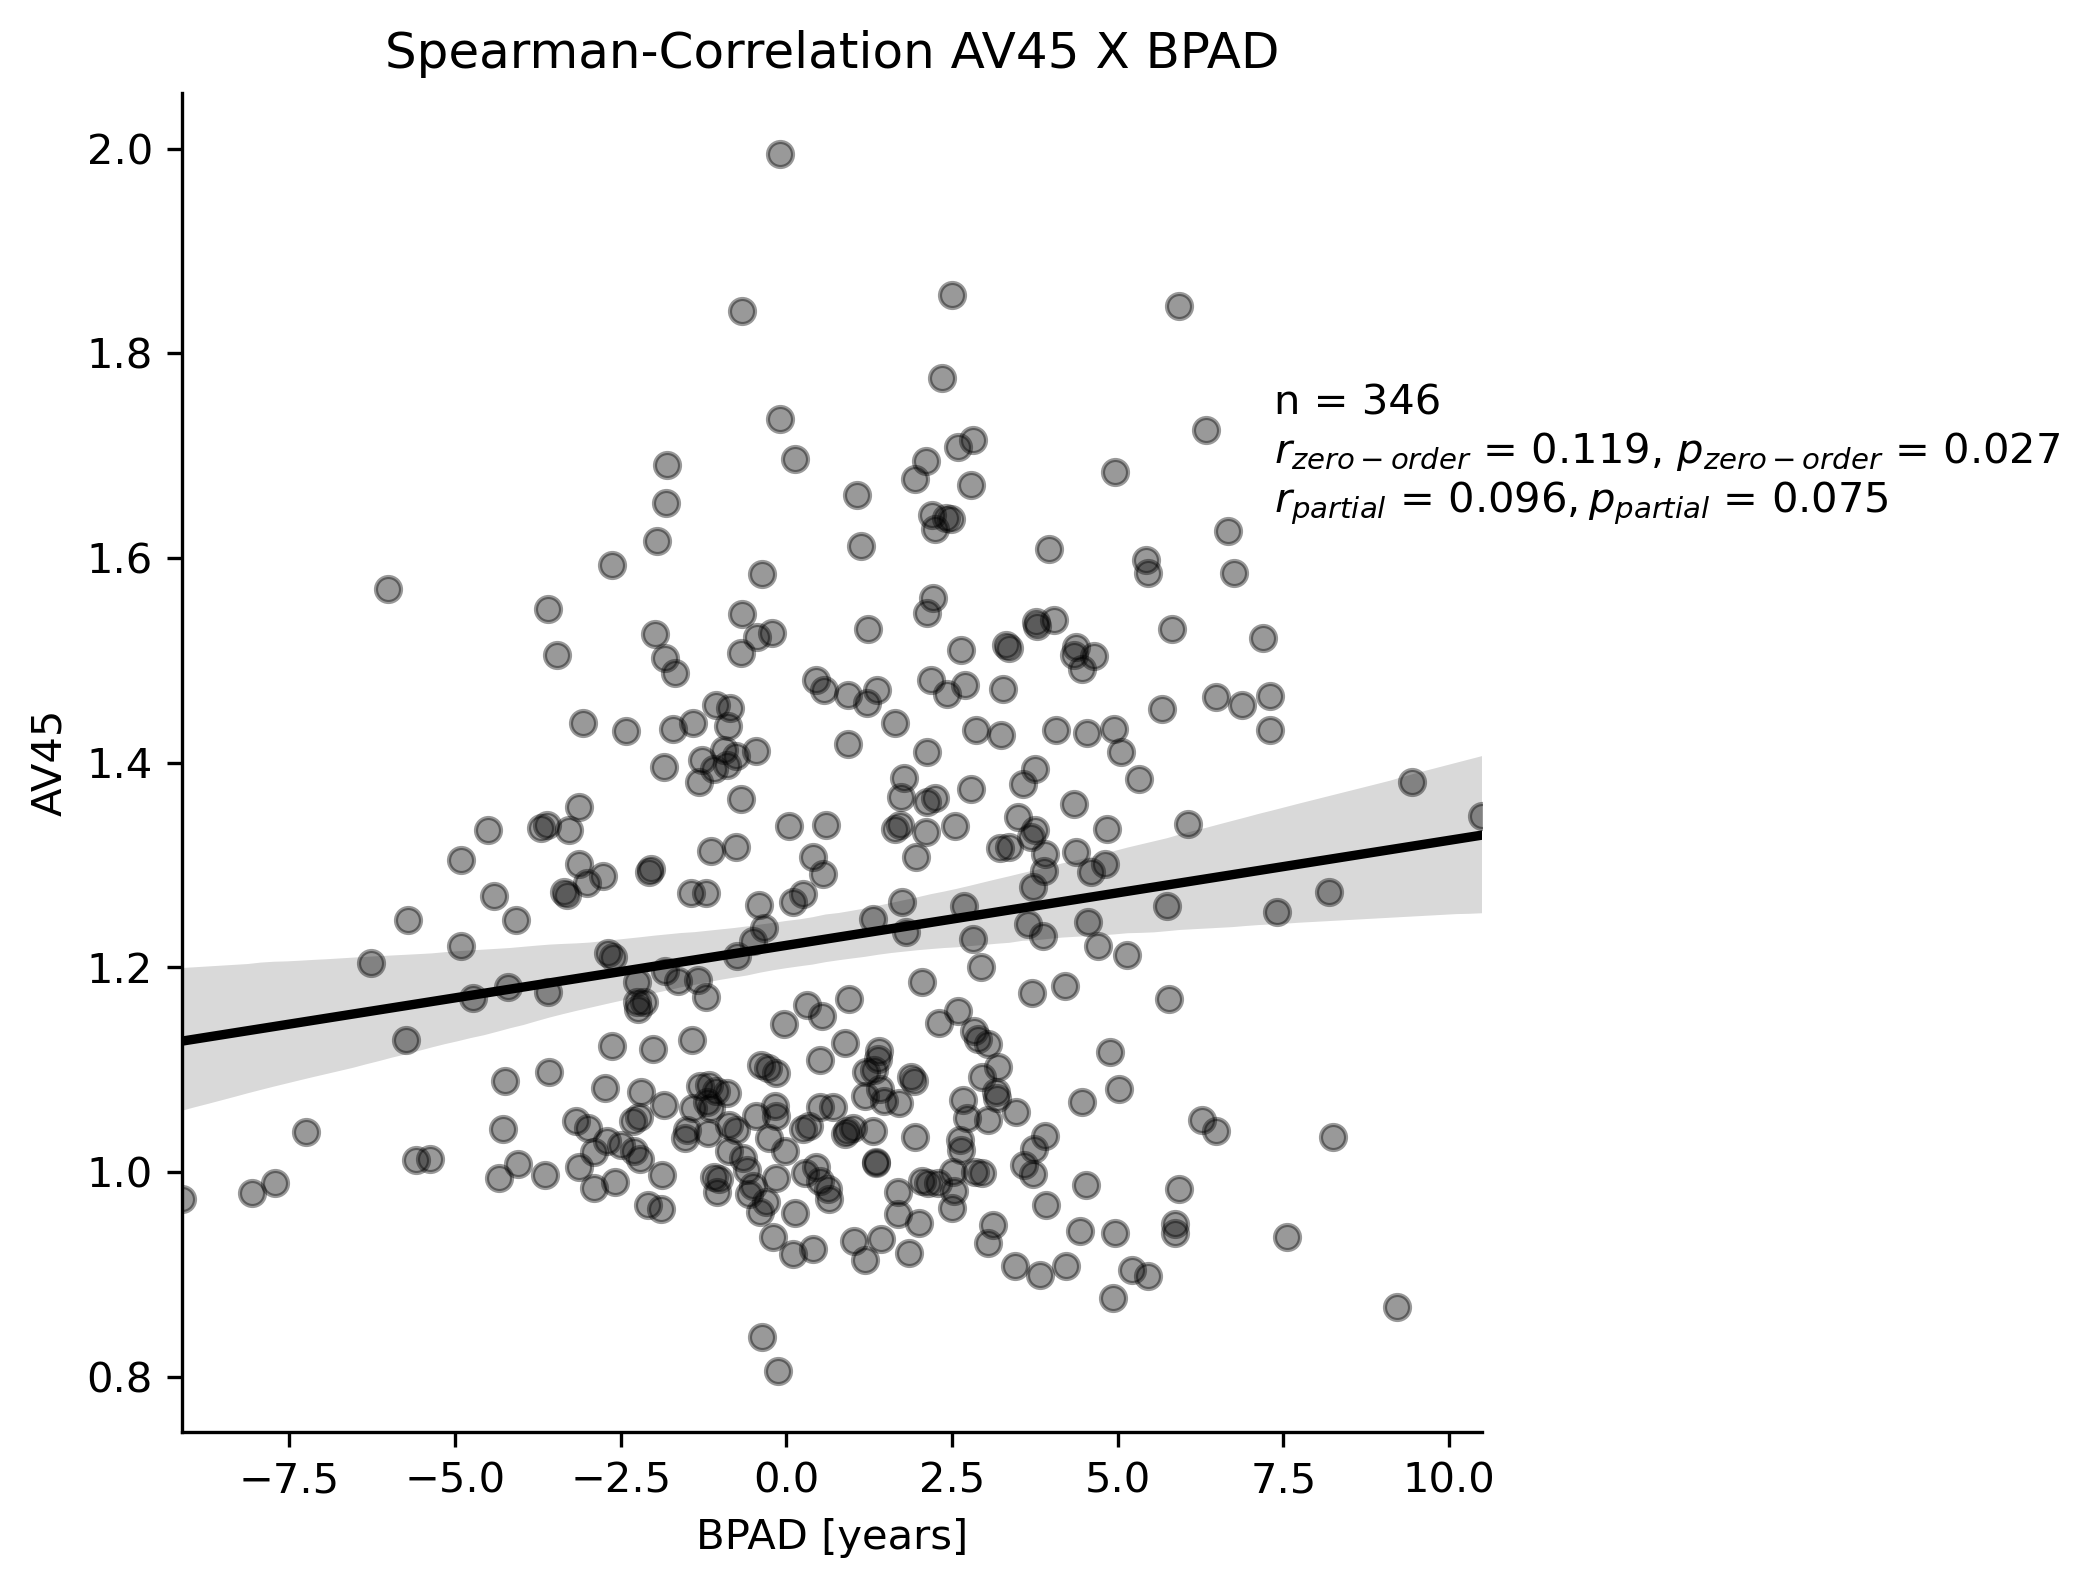 Spearman-Correlation AV45 X BPAD
2.0
1.8
n = 346
r_zero−order = 0.119, p_zero−order = 0.027
r_partial = 0.096, p_partial = 0.075
1.6
1.4
AV45
1.2
1.0
0.8
−7.5 −5.0 −2.5 0.0 2.5 5.0 7.5 10.0
BPAD [years]